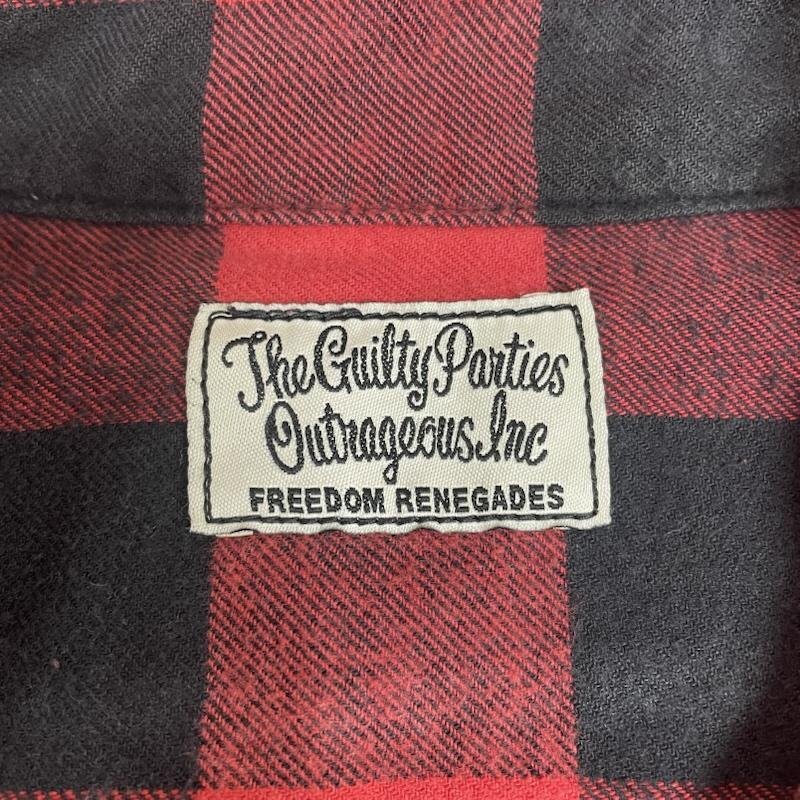 The Guilty Parties
Outrageous Inc
FREEDOM RENEGADES